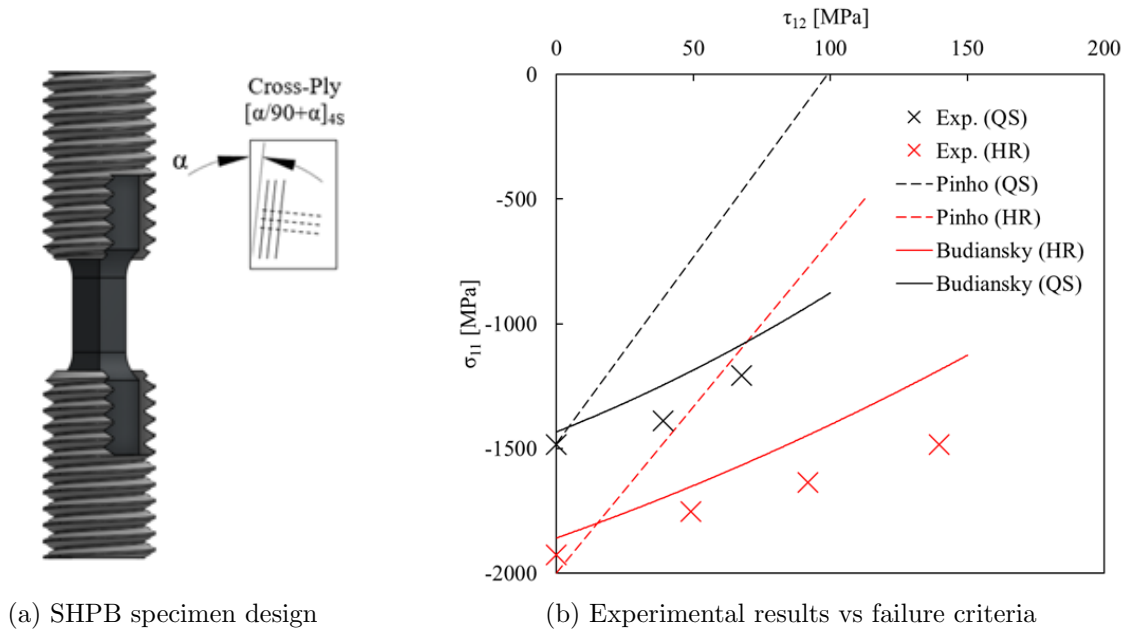 Cross-Ply
[α/90+α]4S
α
τ12 [MPa]
0 50 100 150 200
0
-500
-1000
-1500
-2000
σ11 [MPa]
Exp. (QS)
Exp. (HR)
Pinho (QS)
Pinho (HR)
Budiansky (HR)
Budiansky (QS)
(a) SHPB specimen design
(b) Experimental results vs failure criteria